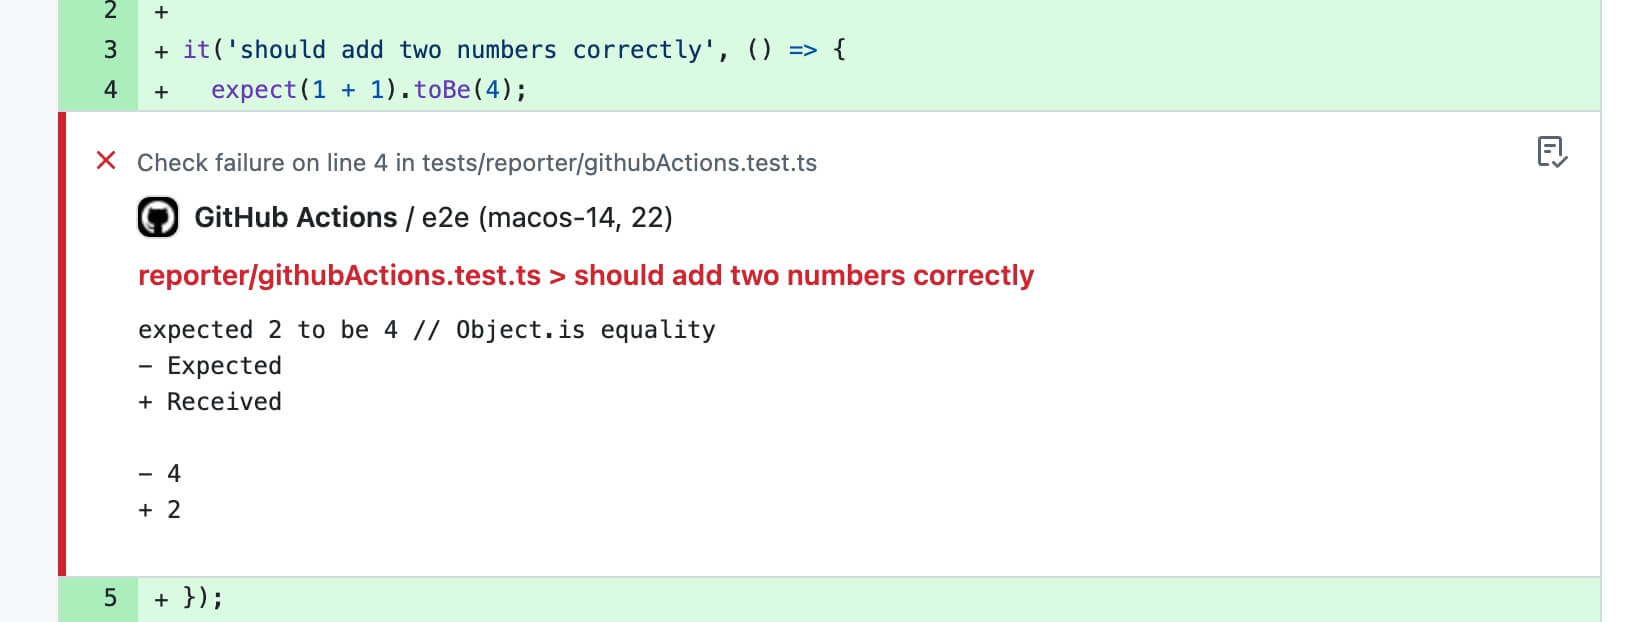 2 +
3 + it('should add two numbers correctly', () => {
4 +   expect(1 + 1).toBe(4);
Check failure on line 4 in tests/reporter/githubActions.test.ts
GitHub Actions / e2e (macos-14, 22)
reporter/githubActions.test.ts > should add two numbers correctly
expected 2 to be 4 // Object.is equality
- Expected
+ Received
- 4
+ 2
5 + });